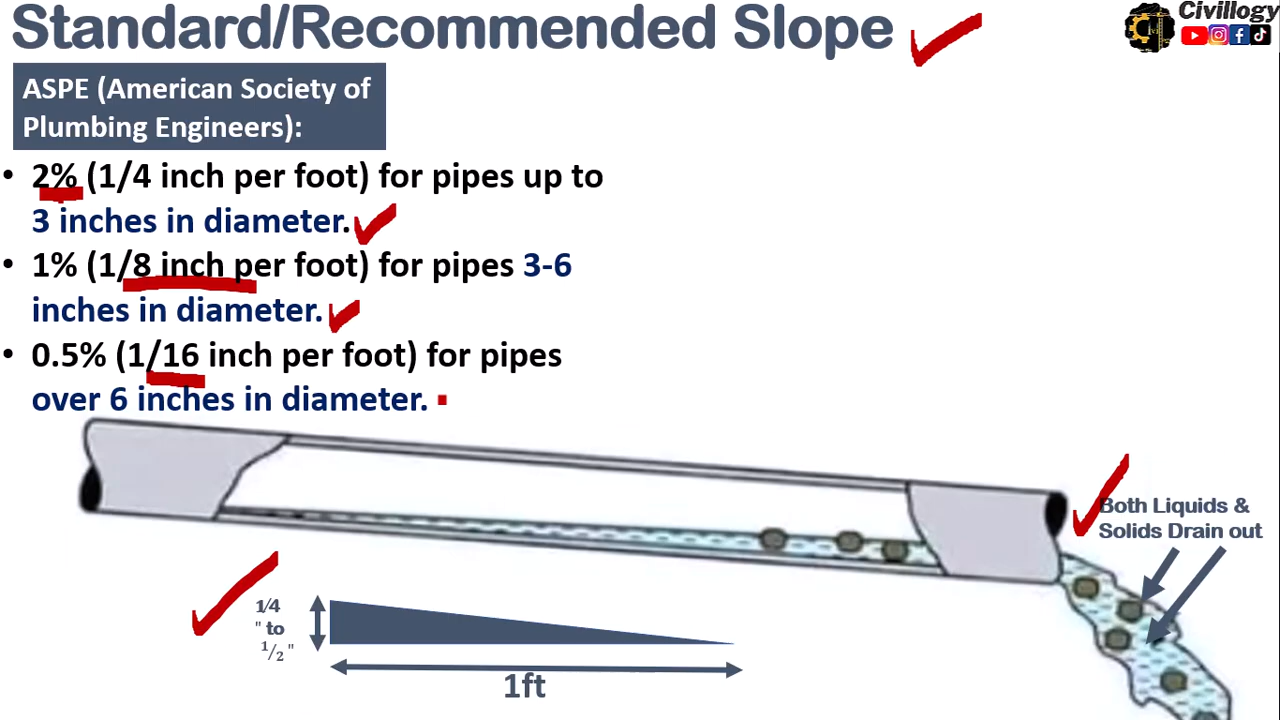 Standard/Recommended Slope
Civillogy
ASPE (American Society of
Plumbing Engineers):
• 2% (1/4 inch per foot) for pipes up to
3 inches in diameter.
• 1% (1/8 inch per foot) for pipes 3-6
inches in diameter.
• 0.5% (1/16 inch per foot) for pipes
over 6 inches in diameter.
Both Liquids &
Solids Drain out
1/4
" to
1/2 "
1ft